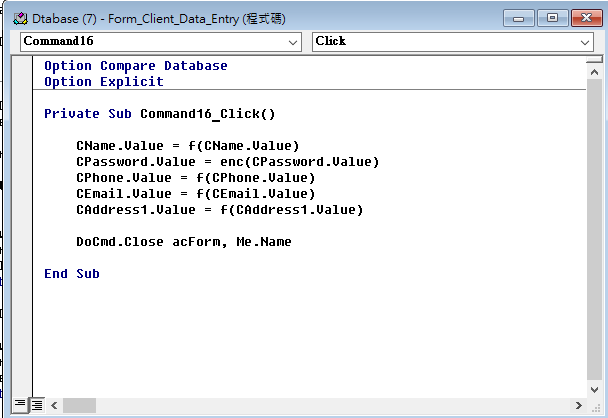 Dtabase (7) - Form_Client_Data_Entry (程式碼)
Command16
Click
Option Compare Database
Option Explicit
Private Sub Command16_Click()
CName.Value = f(CName.Value)
CPassword.Value = enc(CPassword.Value)
CPhone.Value = f(CPhone.Value)
CEmail.Value = f(CEmail.Value)
CAddress1.Value = f(CAddress1.Value)
DoCmd.Close acForm, Me.Name
End Sub